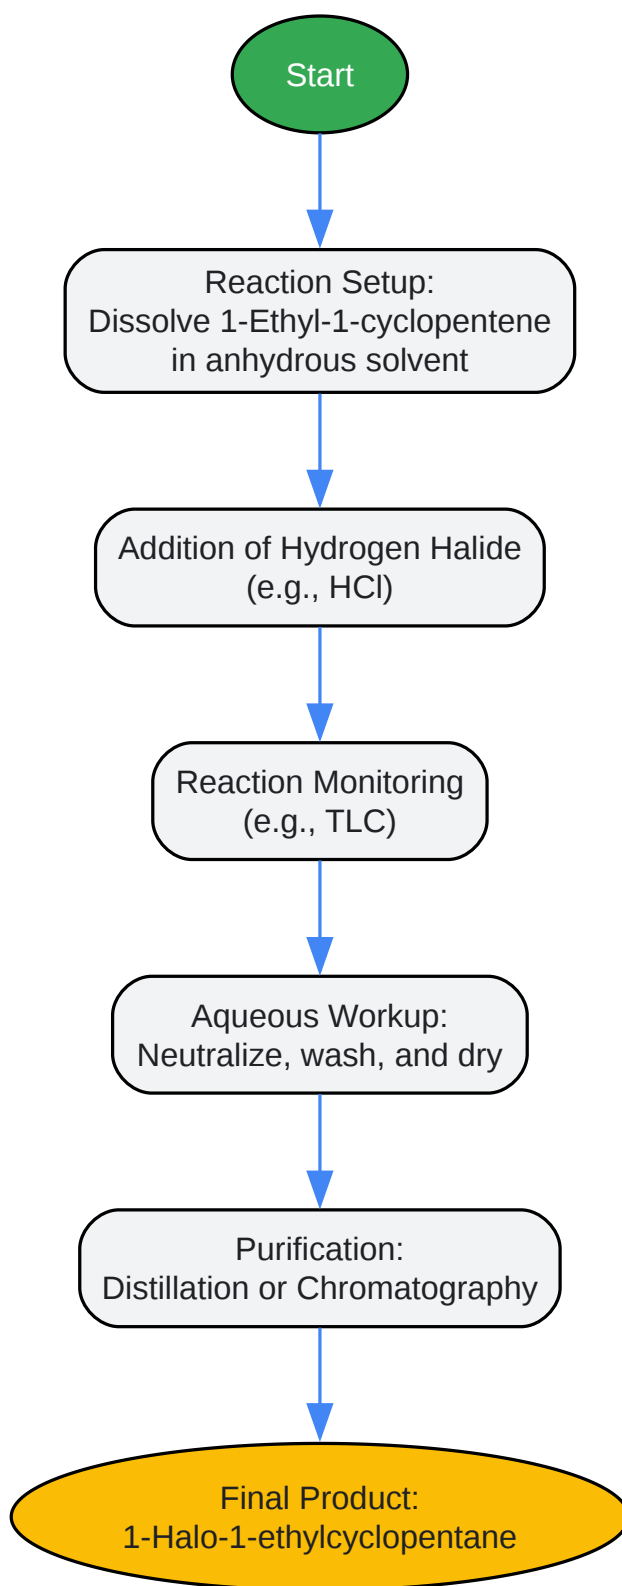 Start
Reaction Setup:
Dissolve 1-Ethyl-1-cyclopentene
in anhydrous solvent
Addition of Hydrogen Halide
(e.g., HCl)
Reaction Monitoring
(e.g., TLC)
Aqueous Workup:
Neutralize, wash, and dry
Purification:
Distillation or Chromatography
Final Product:
1-Halo-1-ethylcyclopentane